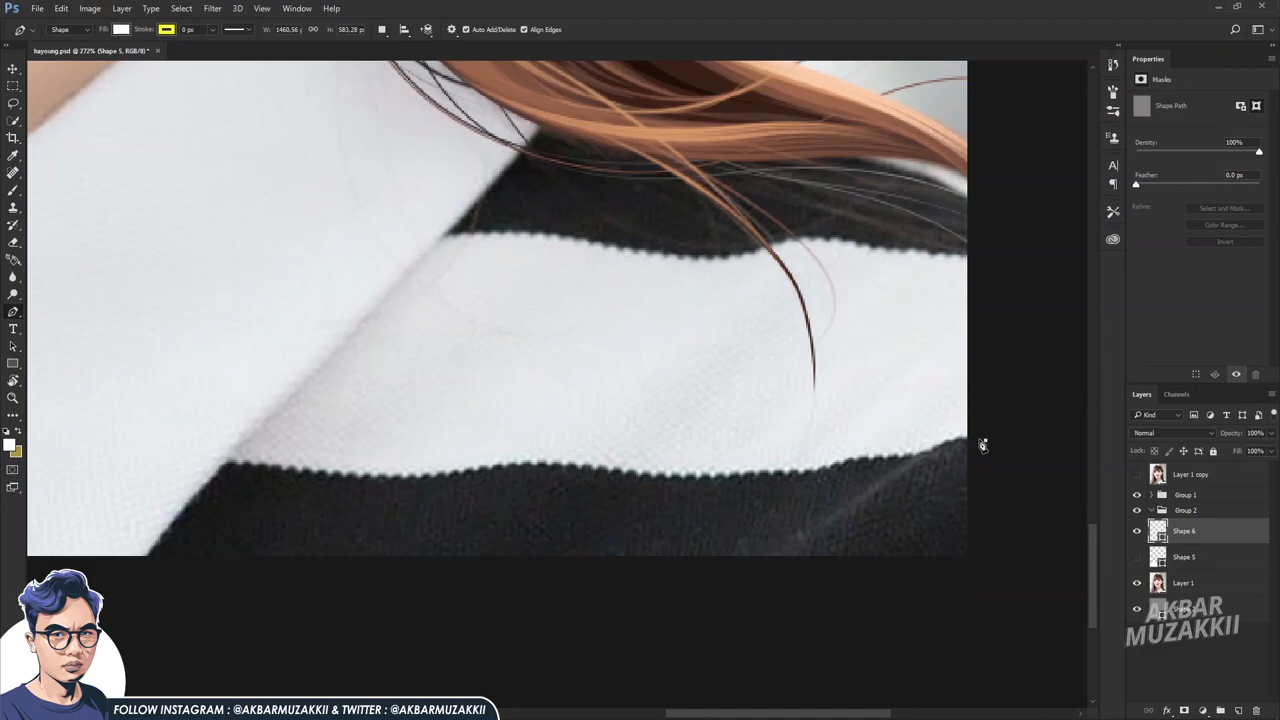 Ps File Edit Image Layer Type Select Filter 3D View Window Help
Shape Fill: Stroke: 0 px W: 1460.56 H: 583.28 px Auto Add/Delete Align Edges
hayoung.psd @ 272% (Shape 5, RGB/8) * ×
Properties
Masks
Shape Path
Density: 100%
Feather: 0.0 px
Refine: Select and Mask...
Color Range...
Invert
Layers Channels
Kind
Normal Opacity: 100%
Lock: Fill: 100%
Layer 1 copy
Group 1
Group 2
Shape 6
Shape 5
Layer 1
AKBAR
MUZAKKII
FOLLOW INSTAGRAM : @AKBARMUZAKKII & TWITTER : @AKBARMUZAKKII